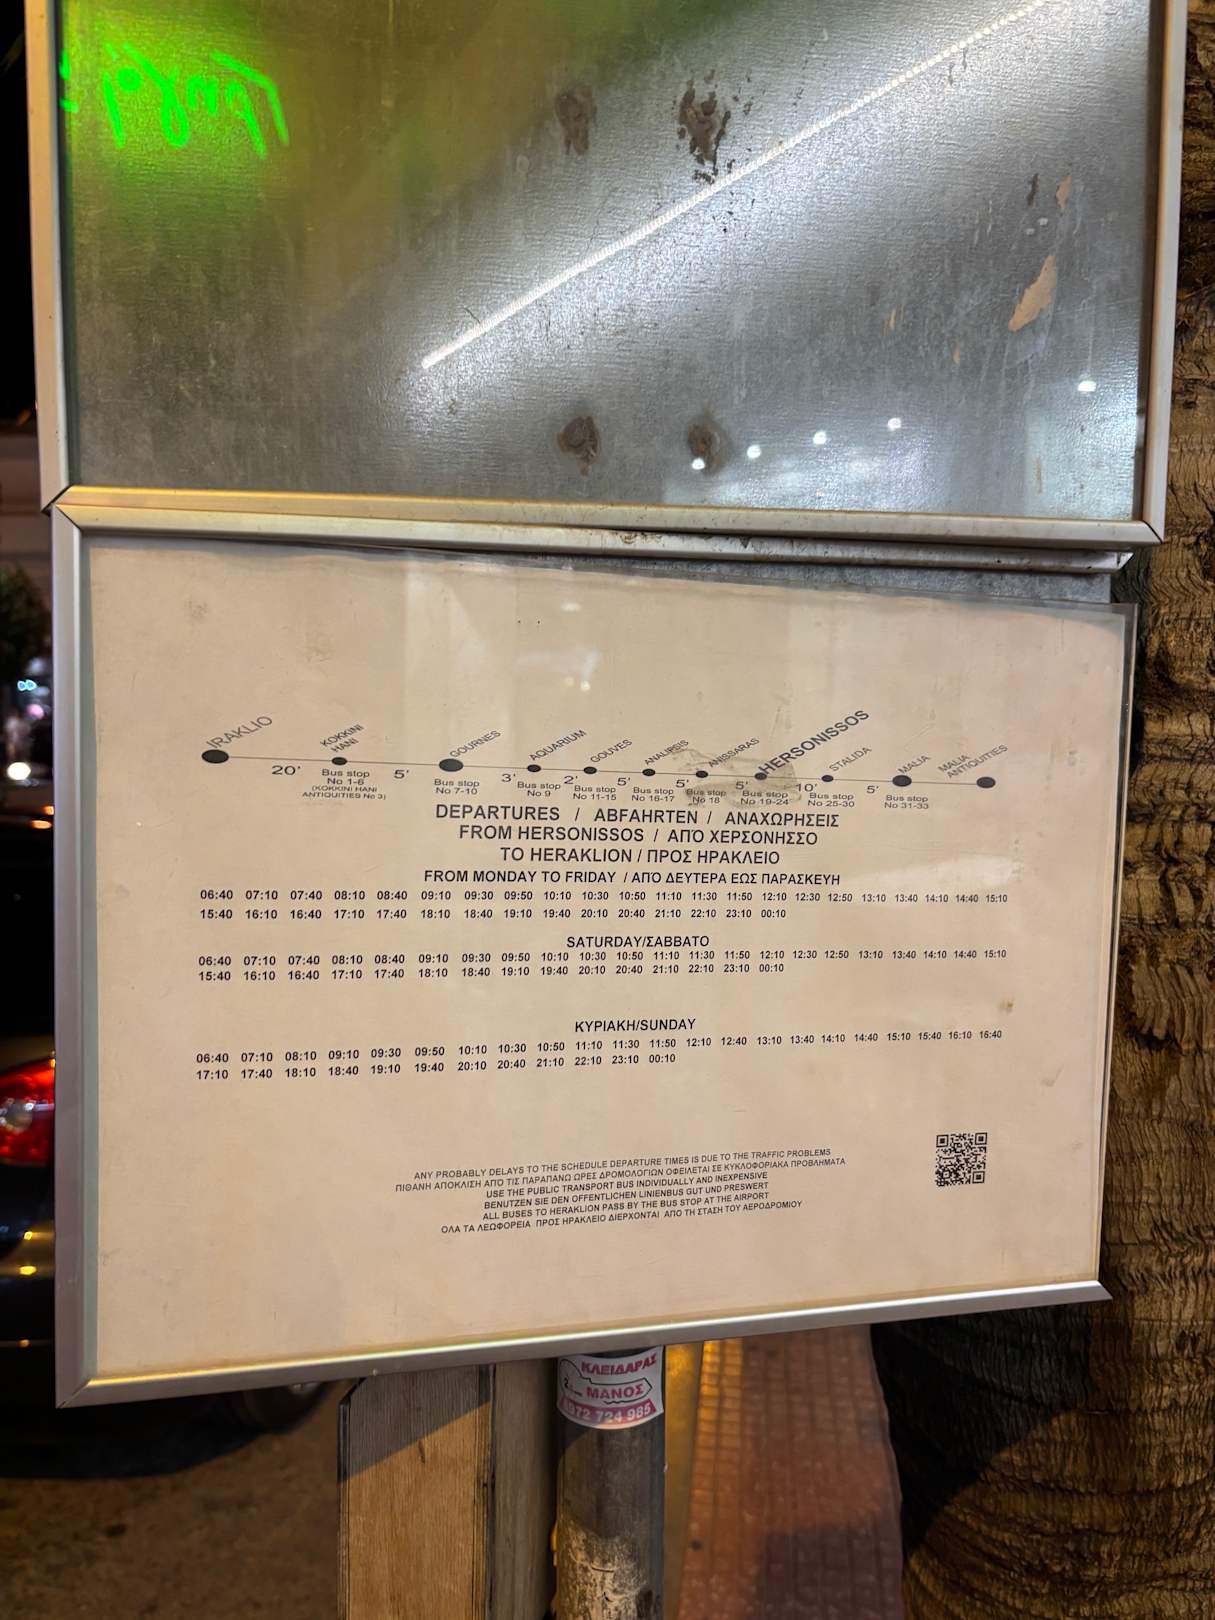 IRAKLIO
KOKKINI
HANI
GOURNES
AQUARIUM
GOUVES
ANALIPSIS
ANISSARAS
HERSONISSOS
STALIDA
MALIA
MALIA
ANTIQUITIES
20' 5' 3' 2' 5' 5' 5' 10' 5'
Bus stop
No 1-6
(KOKKINI HANI
ANTIQUITIES No 3)
Bus stop
No 7-10
Bus stop
No 9
Bus stop
No 11-15
Bus stop
No 16-17
Bus stop
No 18
Bus stop
No 19-24
Bus stop
No 25-30
Bus stop
No 31-33
DEPARTURES / ABFAHRTEN / ΑΝΑΧΩΡΗΣΕΙΣ
FROM HERSONISSOS / ΑΠΌ ΧΕΡΣΟΝΗΣΣΟ
TO HERAKLION / ΠΡΟΣ ΗΡΑΚΛΕΙΟ
FROM MONDAY TO FRIDAY / ΑΠΌ ΔΕΥΤΕΡΑ ΕΩΣ ΠΑΡΑΣΚΕΥΗ
06:40 07:10 07:40 08:10 08:40 09:10 09:30 09:50 10:10 10:30 10:50 11:10 11:30 11:50 12:10 12:30 12:50 13:10 13:40 14:10 14:40 15:10
15:40 16:10 16:40 17:10 17:40 18:10 18:40 19:10 19:40 20:10 20:40 21:10 22:10 23:10 00:10
SATURDAY/ΣΑΒΒΑΤΟ
06:40 07:10 07:40 08:10 08:40 09:10 09:30 09:50 10:10 10:30 10:50 11:10 11:30 11:50 12:10 12:30 12:50 13:10 13:40 14:10 14:40 15:10
15:40 16:10 16:40 17:10 17:40 18:10 18:40 19:10 19:40 20:10 20:40 21:10 22:10 23:10 00:10
ΚΥΡΙΑΚΗ/SUNDAY
06:40 07:10 08:10 09:10 09:30 09:50 10:10 10:30 10:50 11:10 11:30 11:50 12:10 12:40 13:10 13:40 14:10 14:40 15:10 15:40 16:10 16:40
17:10 17:40 18:10 18:40 19:10 19:40 20:10 20:40 21:10 22:10 23:10 00:10
ANY PROBABLY DELAYS TO THE SCHEDULE DEPARTURE TIMES IS DUE TO THE TRAFFIC PROBLEMS
ΠΙΘΑΝΗ ΑΠΟΚΛΙΣΗ ΑΠΌ ΤΙΣ ΠΑΡΑΠΑΝΩ ΩΡΕΣ ΔΡΟΜΟΛΟΓΙΩΝ ΟΦΕΙΛΕΤΑΙ ΣΕ ΚΥΚΛΟΦΟΡΙΑΚΑ ΠΡΟΒΛΗΜΑΤΑ
USE THE PUBLIC TRANSPORT BUS INDIVIDUALLY AND INEXPENSIVE
BENUTZEN SIE DEN OFFENTLICHEN LINIENBUS GUT UND PRESWERT
ALL BUSES TO HERAKLION PASS BY THE BUS STOP AT THE AIRPORT
ΟΛΑ ΤΑ ΛΕΩΦΟΡΕΙΑ ΠΡΟΣ ΗΡΑΚΛΕΙΟ ΔΙΕΡΧΟΝΤΑΙ ΑΠΌ ΤΗ ΣΤΑΣΗ ΤΟΥ ΑΕΡΟΔΡΟΜΙΟΥ
ΚΛΕΙΔΑΡΑΣ
ΜΑΝΟΣ
6972 724 985